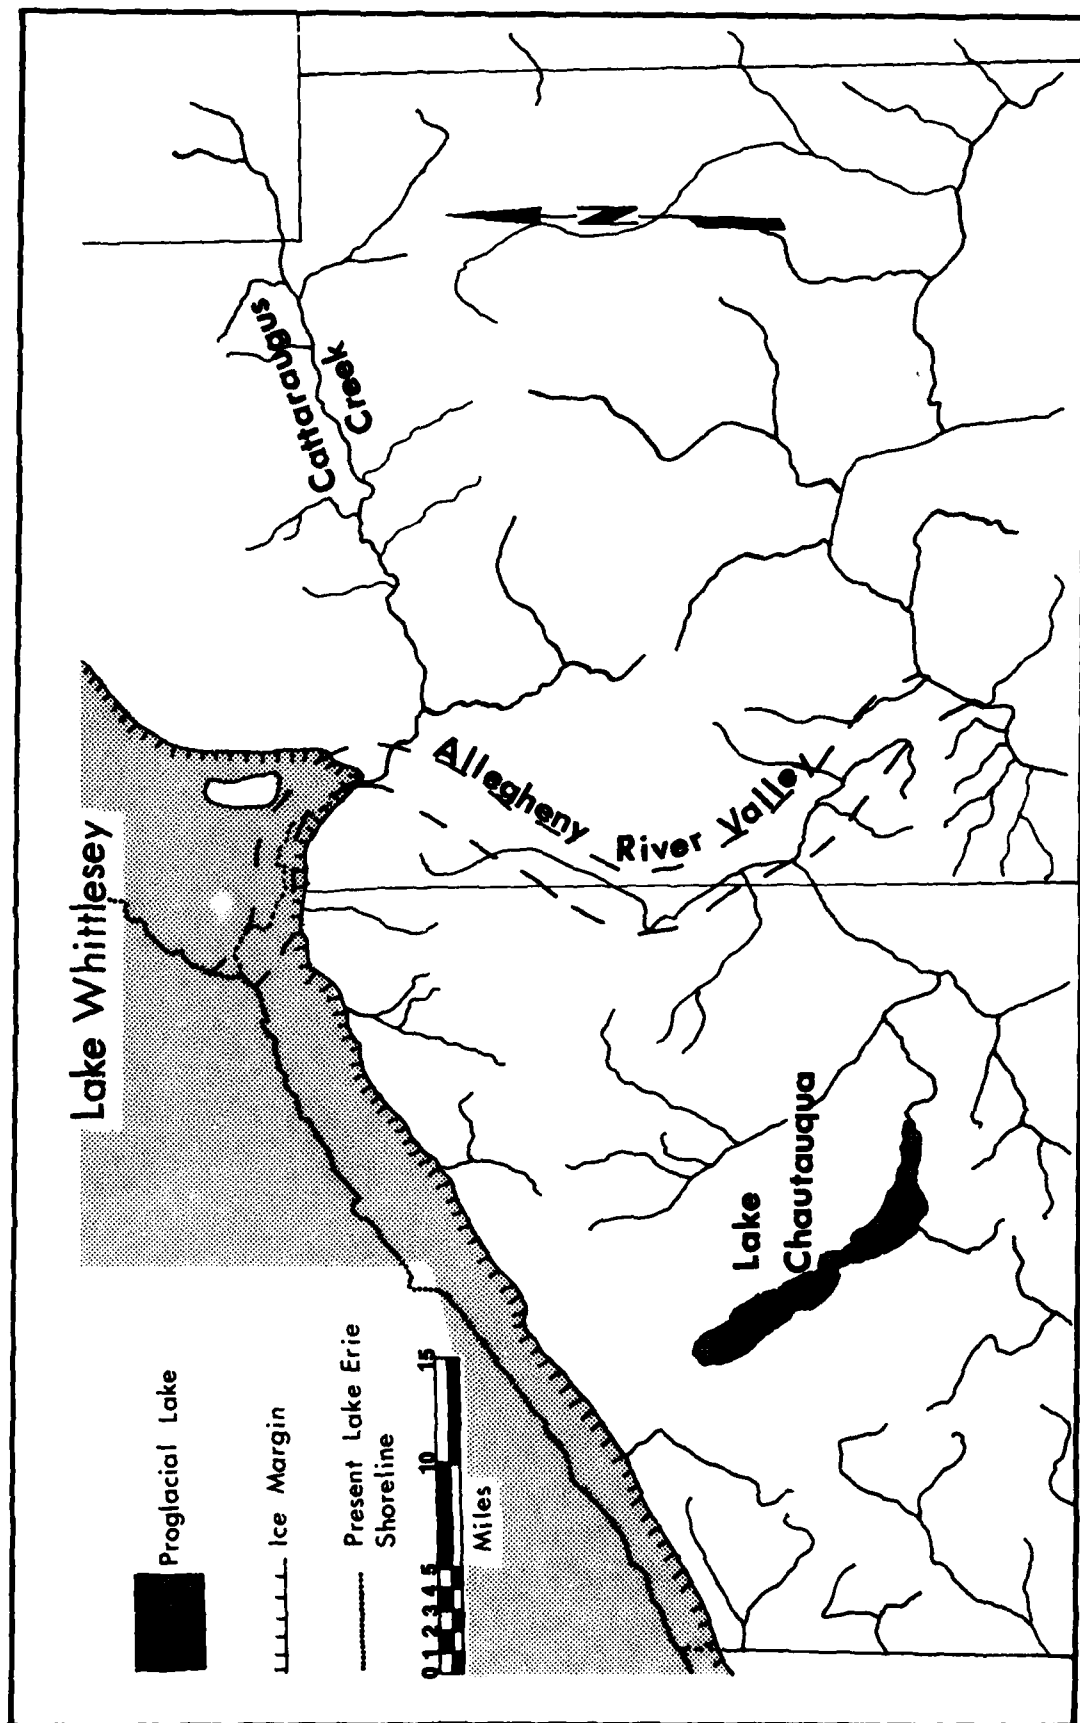 Lake Whittlesey
Cattaraugus
Creek
Allegheny River Valley
Lake
Chautauqua
N
Proglacial Lake
Ice Margin
Present Lake Erie
Shoreline
0 1 2 3 4 5 10 15
Miles